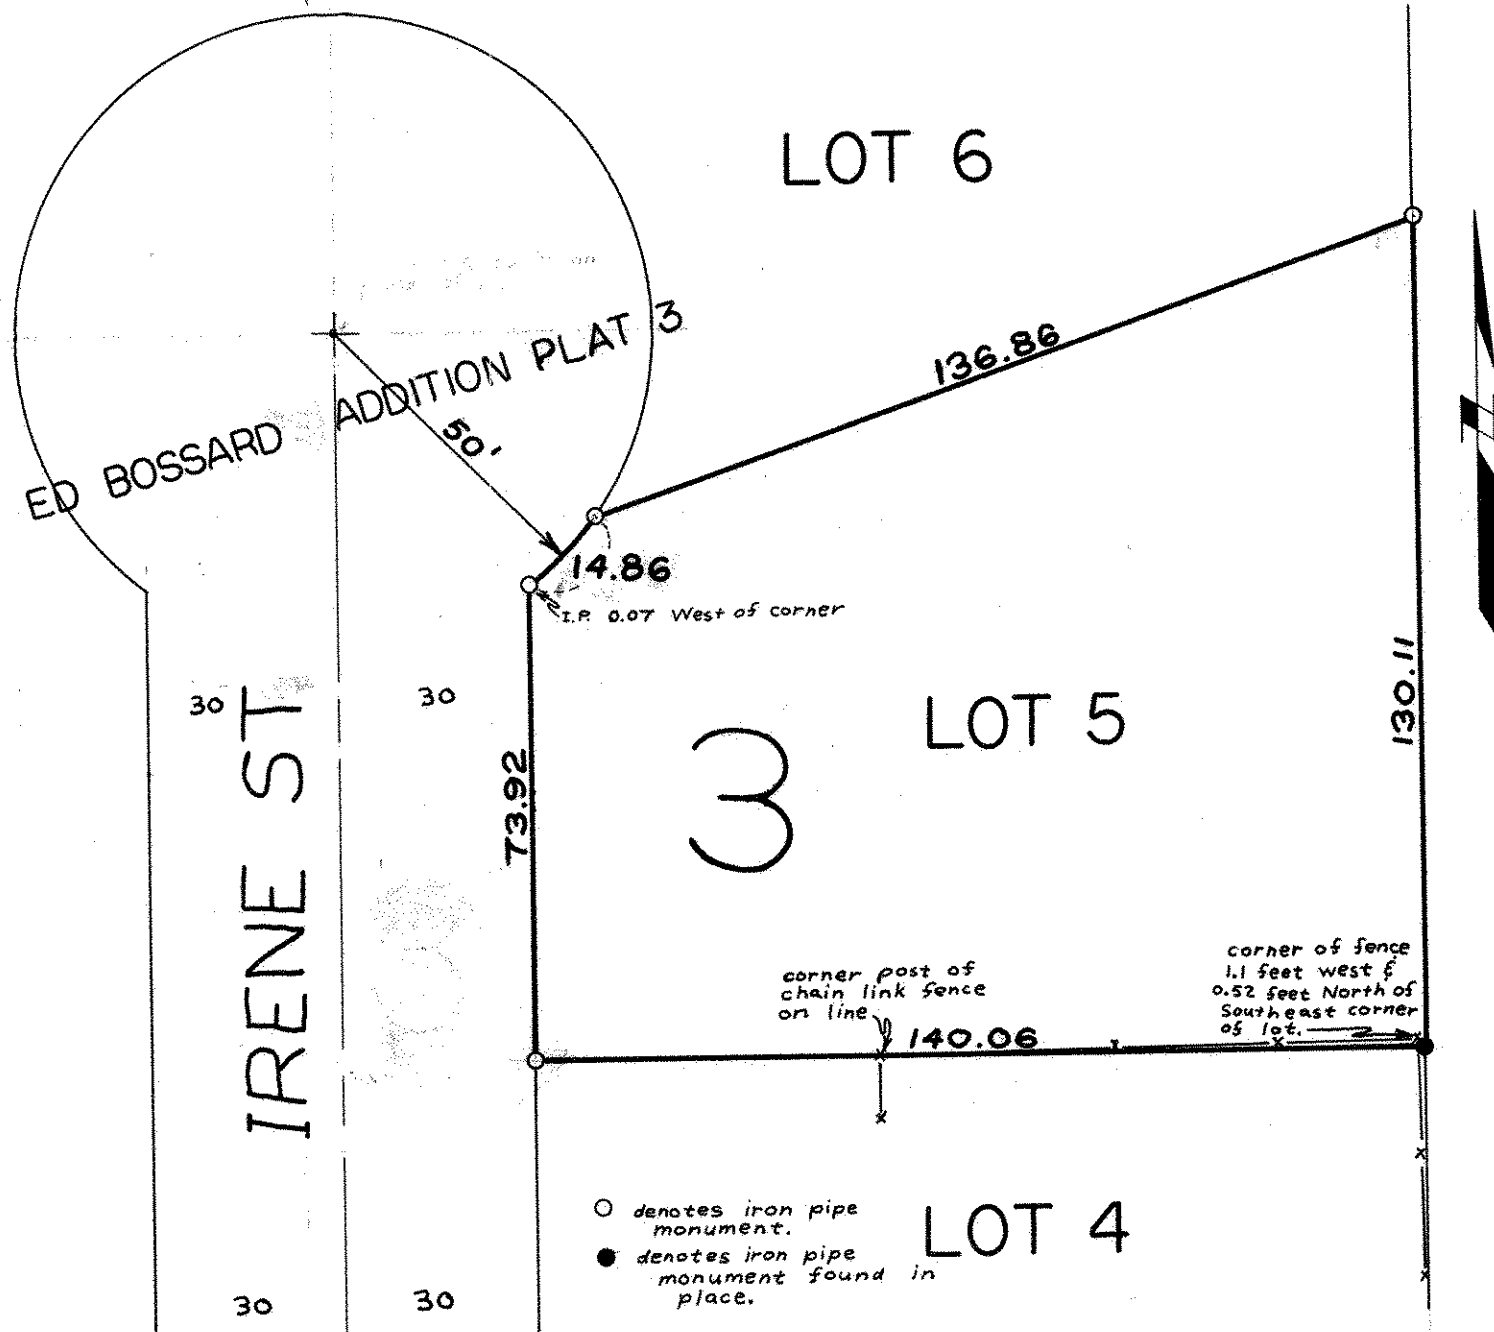 LOT 6
136.86
ED BOSSARD ADDITION PLAT 3
50'
14.86
I.P. 0.07 West of corner
30
30
IRENE ST
73.92
3
LOT 5
130.11
corner post of
chain link fence
on line
140.06
corner of fence
1.1 feet west &
0.52 feet North of
Southeast corner
of lot.
denotes iron pipe
monument.
denotes iron pipe
monument found in
place.
LOT 4
30
30